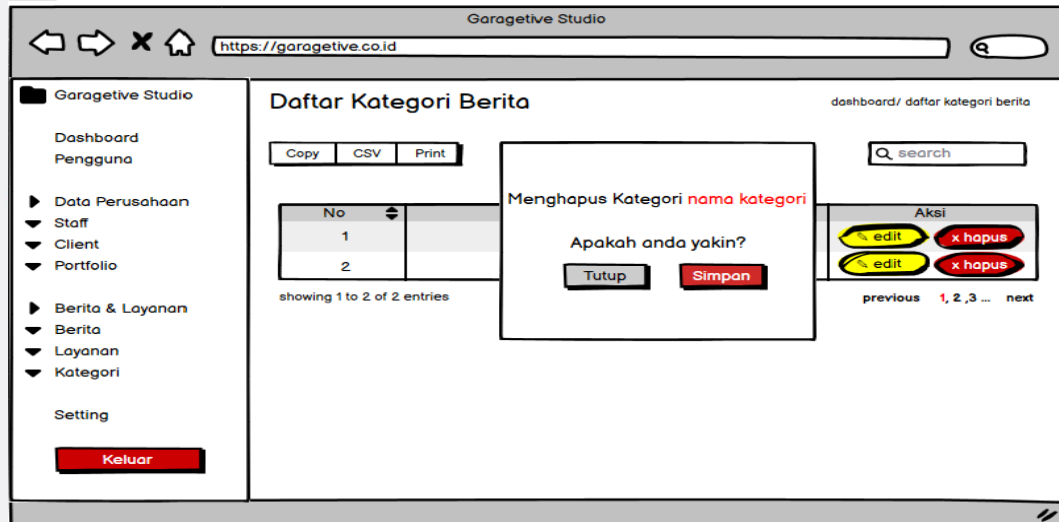 Garagetive Studio
https://garagetive.co.id
Garagetive Studio
Dashboard
Pengguna
Data Perusahaan
Staff
Client
Portfolio
Berita & Layanan
Berita
Layanan
Kategori
Setting
Keluar
Daftar Kategori Berita
dashboard/ daftar kategori berita
Copy CSV Print
search
No Aksi
1 edit x hapus
2 edit x hapus
showing 1 to 2 of 2 entries
previous 1, 2 ,3 ... next
Menghapus Kategori nama kategori
Apakah anda yakin?
Tutup Simpan